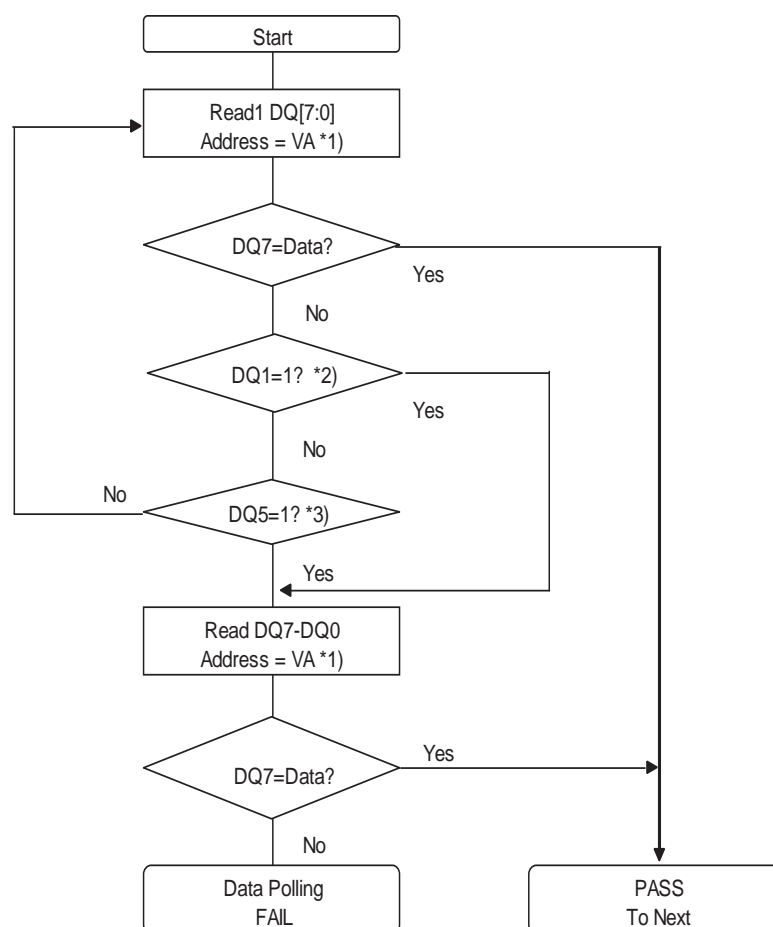 Start
Read1 DQ[7:0]
Address = VA *1)
DQ7=Data?
Yes
No
DQ1=1? *2)
Yes
No
No
DQ5=1? *3)
Yes
Read DQ7-DQ0
Address = VA *1)
Yes
DQ7=Data?
No
Data Polling
FAIL
PASS
To Next